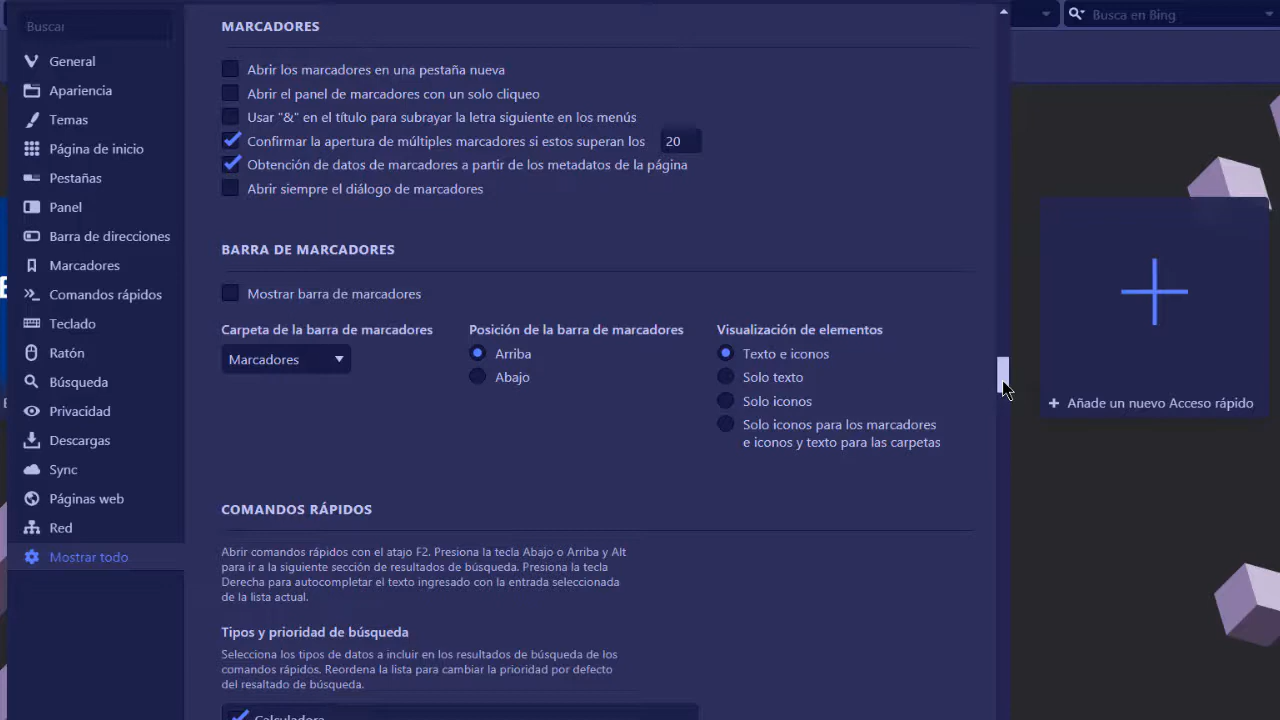 Buscar
General
Apariencia
Temas
Página de inicio
Pestañas
Panel
Barra de direcciones
Marcadores
Comandos rápidos
Teclado
Ratón
Búsqueda
Privacidad
Descargas
Sync
Páginas web
Red
Mostrar todo
MARCADORES
Abrir los marcadores en una pestaña nueva
Abrir el panel de marcadores con un solo cliqueo
Usar "&" en el título para subrayar la letra siguiente en los menús
Confirmar la apertura de múltiples marcadores si estos superan los 20
Obtención de datos de marcadores a partir de los metadatos de la página
Abrir siempre el diálogo de marcadores
BARRA DE MARCADORES
Mostrar barra de marcadores
Carpeta de la barra de marcadores
Marcadores
Posición de la barra de marcadores
Arriba
Abajo
Visualización de elementos
Texto e iconos
Solo texto
Solo iconos
Solo iconos para los marcadores
e iconos y texto para las carpetas
COMANDOS RÁPIDOS
Abrir comandos rápidos con el atajo F2. Presiona la tecla Abajo o Arriba y Alt
para ir a la siguiente sección de resultados de búsqueda. Presiona la tecla
Derecha para autocompletar el texto ingresado con la entrada seleccionada
de la lista actual.
Tipos y prioridad de búsqueda
Selecciona los tipos de datos a incluir en los resultados de búsqueda de los
comandos rápidos. Reordena la lista para cambiar la prioridad por defecto
del resaltado de búsqueda.
Calculadora
Busca en Bing
+ Añade un nuevo Acceso rápido